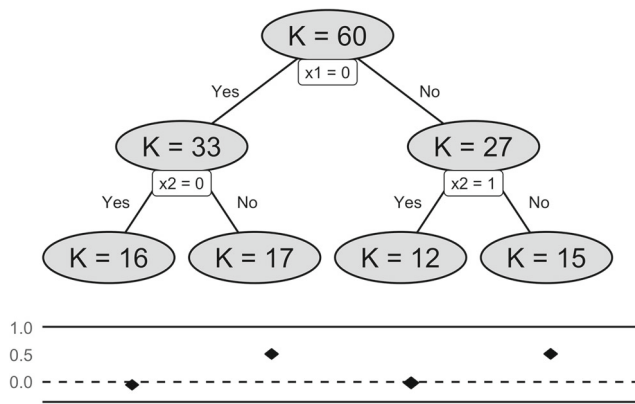 K = 60
x1 = 0
Yes
No
K = 33
K = 27
x2 = 0
x2 = 1
Yes
No
Yes
No
K = 16
K = 17
K = 12
K = 15
1.0
0.5
0.0